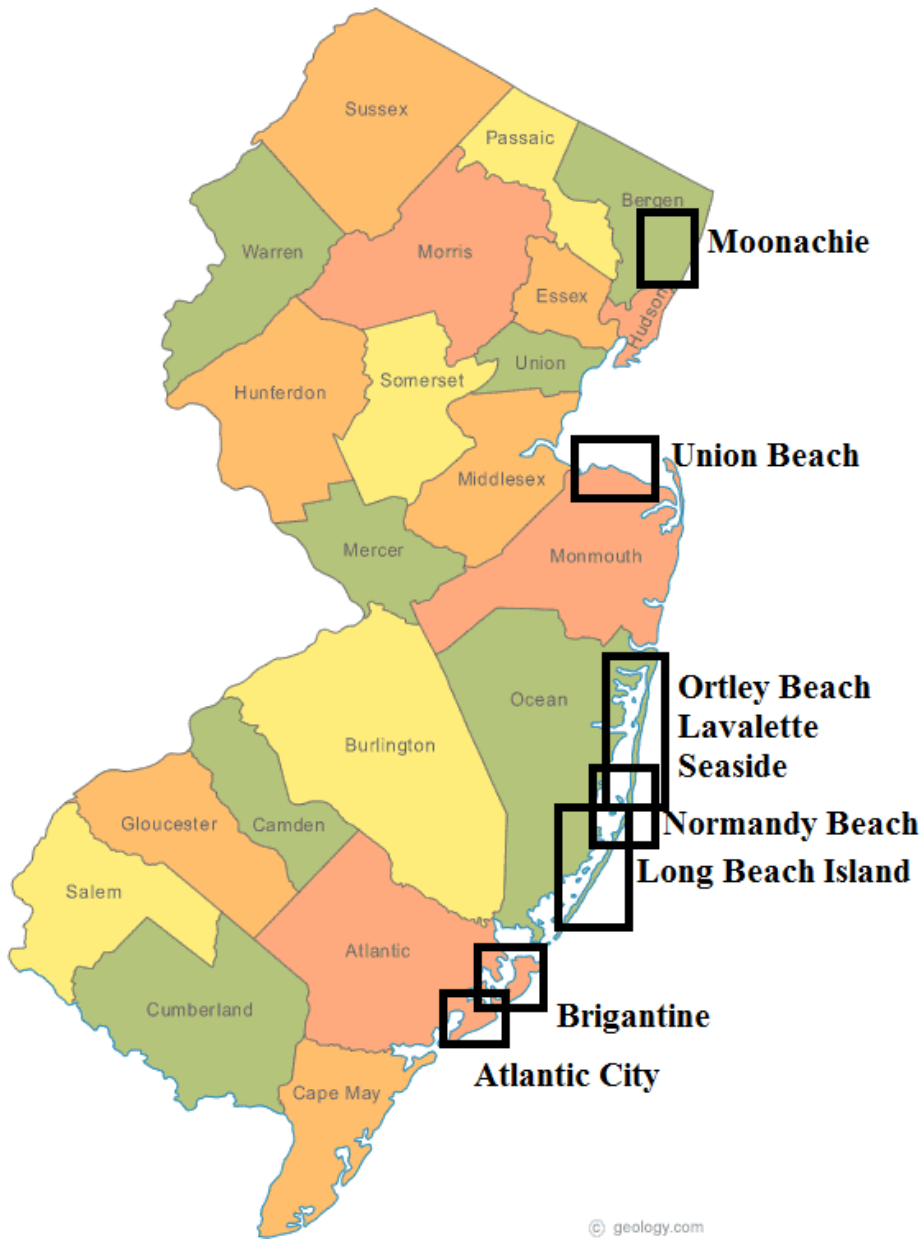 Sussex
Passaic
Bergen
Moonachie
Warren
Morris
Essex
Hudson
Union
Somerset
Hunterdon
Union Beach
Middlesex
Mercer
Monmouth
Ortley Beach
Lavalette
Seaside
Ocean
Burlington
Normandy Beach
Gloucester
Camden
Long Beach Island
Salem
Atlantic
Cumberland
Brigantine
Atlantic City
Cape May
© geology.com